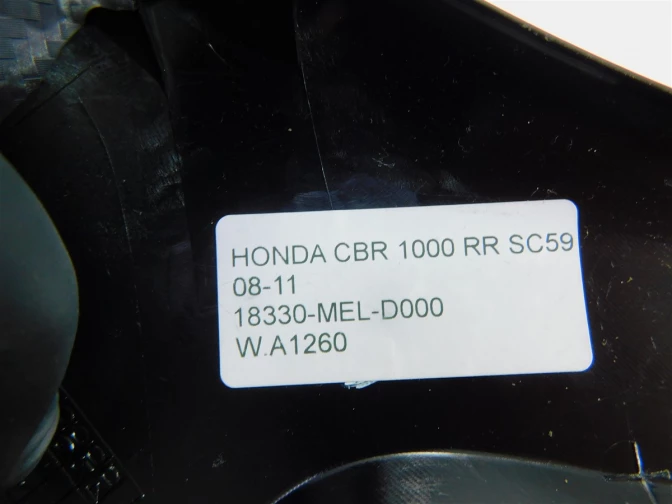 HONDA CBR 1000 RR SC59
08-11
18330-MEL-D000
W.A1260